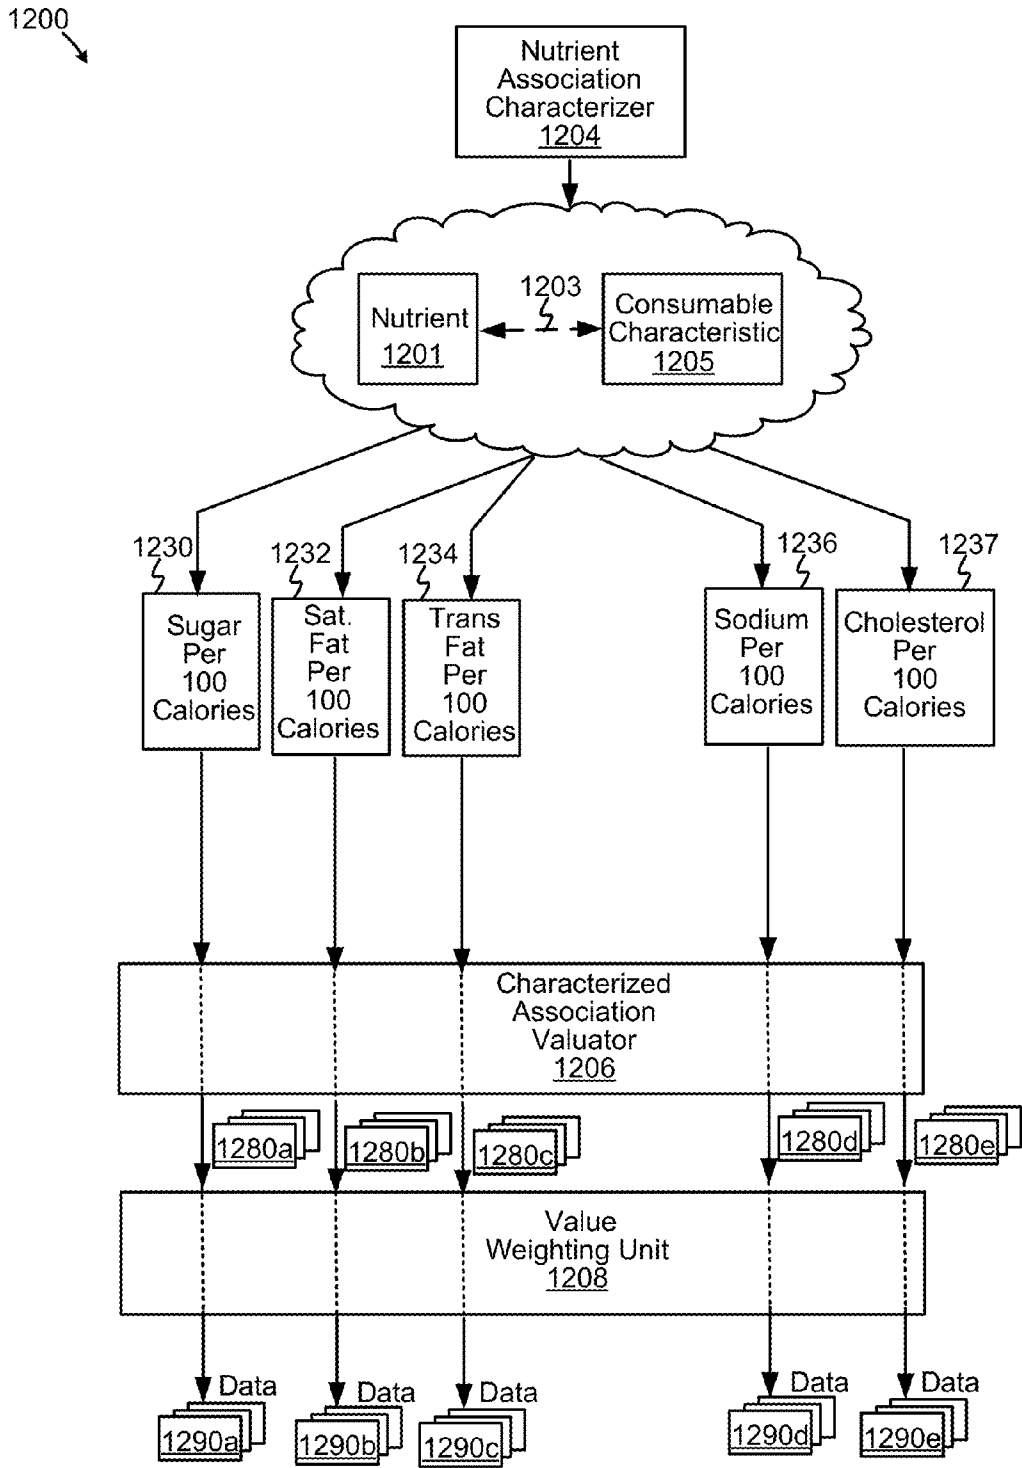 1200
Nutrient
Association
Characterizer
1204
1203
Nutrient
1201
Consumable
Characteristic
1205
1230
1232
1234
1236
1237
Sugar
Per
100
Calories
Sat.
Fat
Per
100
Calories
Trans
Fat
Per
100
Calories
Sodium
Per
100
Calories
Cholesterol
Per
100
Calories
Characterized
Association
Valuator
1206
1280a
1280b
1280c
1280d
1280e
Value
Weighting Unit
1208
Data
1290a
Data
1290b
Data
1290c
Data
1290d
Data
1290e